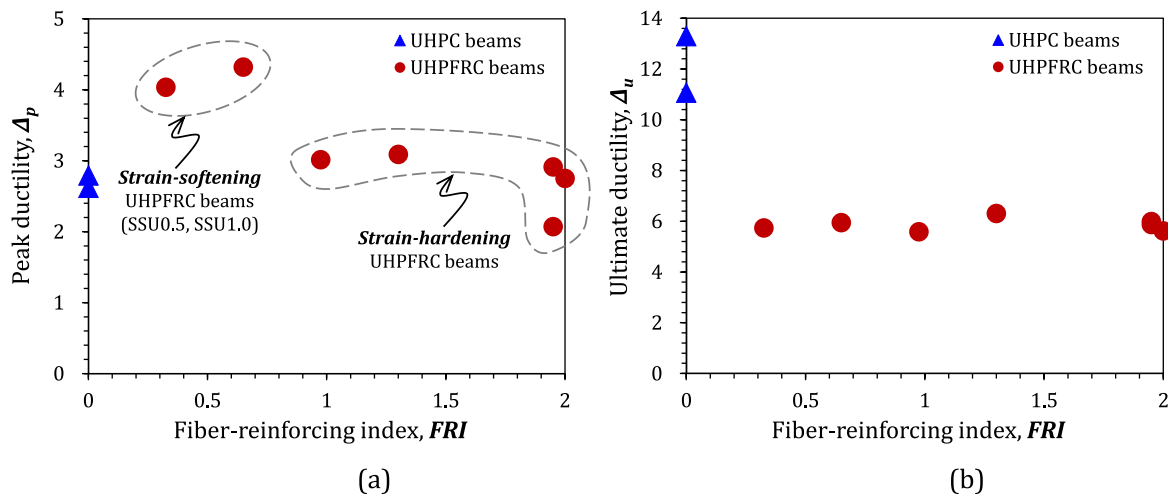 5
4
3
2
1
0
Peak ductility, Δp
UHPC beams
UHPFRC beams
Strain-softening
UHPFRC beams
(SSU0.5, SSU1.0)
Strain-hardening
UHPFRC beams
0
0.5
1
1.5
2
Fiber-reinforcing index, FRI
(a)
14
12
10
8
6
4
2
0
Ultimate ductility, Δu
UHPC beams
UHPFRC beams
0
0.5
1
1.5
2
Fiber-reinforcing index, FRI
(b)